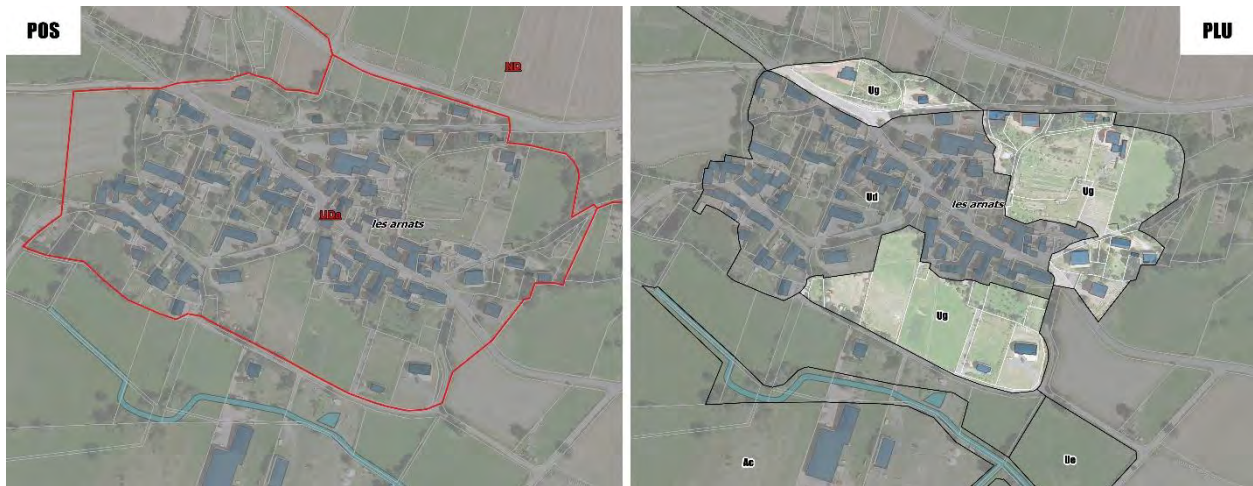 POS
NR
UDa
les arnats
PLU
Ug
Ud
les arnats
Ug
Ug
Ac
Ue